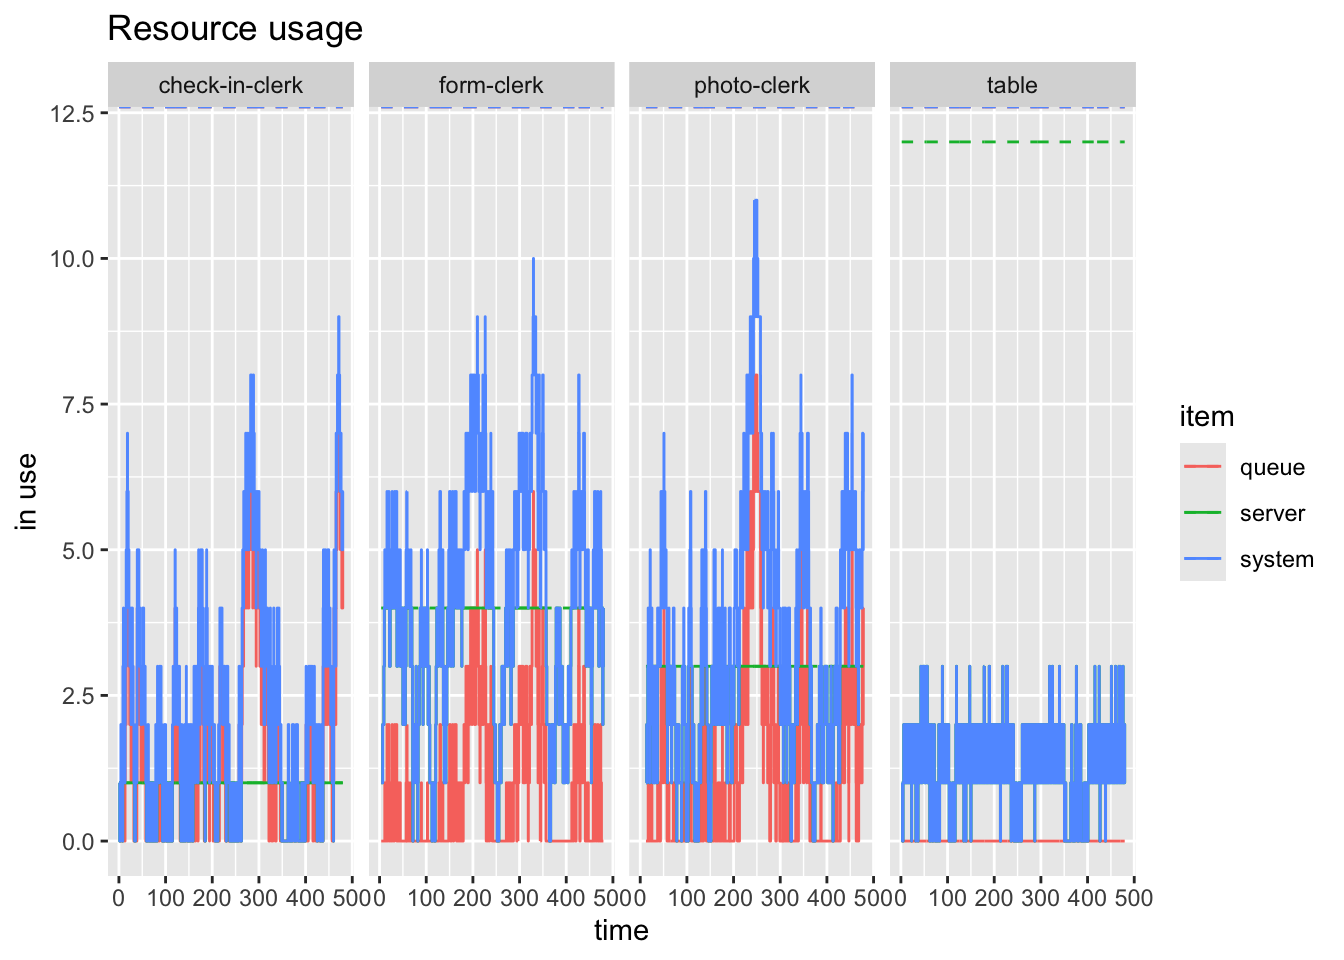 Resource usage
check-in-clerk form-clerk photo-clerk table
12.5
10.0
7.5
5.0
2.5
0.0
in use
0 100 200 300 400 500 0 100 200 300 400 500 0 100 200 300 400 500 0 100 200 300 400 500
time
item
queue
server
system